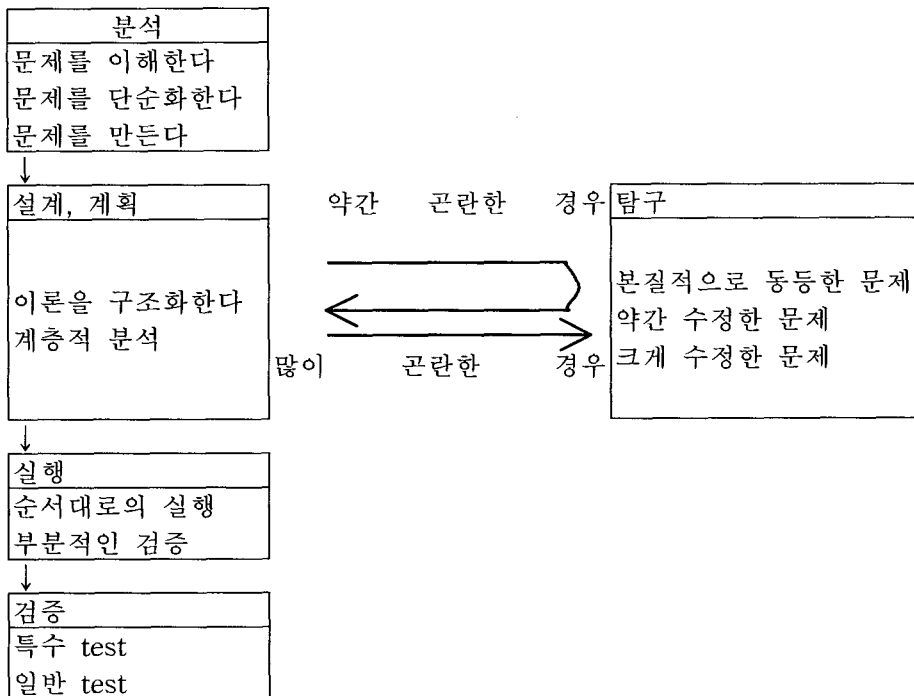 분석
문제를 이해한다
문제를 단순화한다
문제를 만든다
설계, 계획
이론을 구조화한다
계층적 분석
약간 곤란한 경우
많이 곤란한 경우
탐구
본질적으로 동등한 문제
약간 수정한 문제
크게 수정한 문제
실행
순서대로의 실행
부분적인 검증
검증
특수 test
일반 test